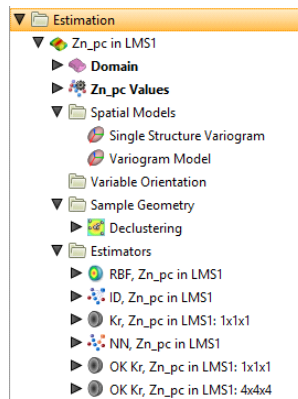 Estimation
Zn_pc in LMS1
Domain
Zn_pc Values
Spatial Models
Single Structure Variogram
Variogram Model
Variable Orientation
Sample Geometry
Declustering
Estimators
RBF, Zn_pc in LMS1
ID, Zn_pc in LMS1
Kr, Zn_pc in LMS1: 1x1x1
NN, Zn_pc in LMS1
OK Kr, Zn_pc in LMS1: 1x1x1
OK Kr, Zn_pc in LMS1: 4x4x4